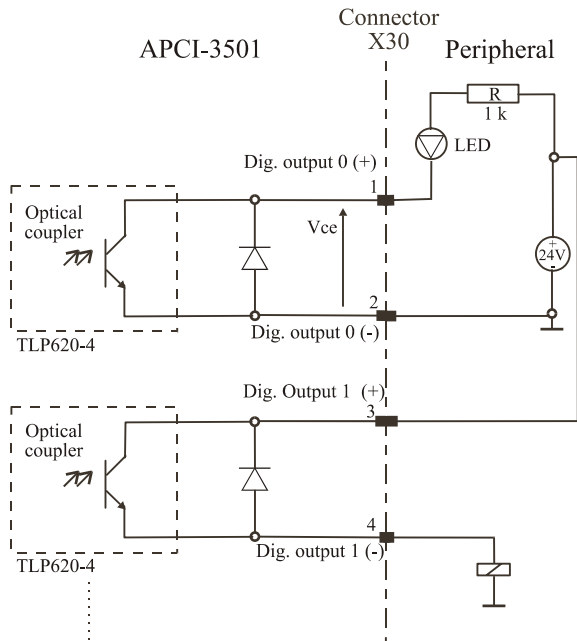 APCI-3501
Connector
X30
Peripheral
R
1 k
LED
Dig. output 0 (+)
1
Optical
coupler
Vce
+
24V
-
2
Dig. output 0 (-)
TLP620-4
Dig. Output 1 (+)
3
Optical
coupler
4
Dig. output 1 (-)
TLP620-4